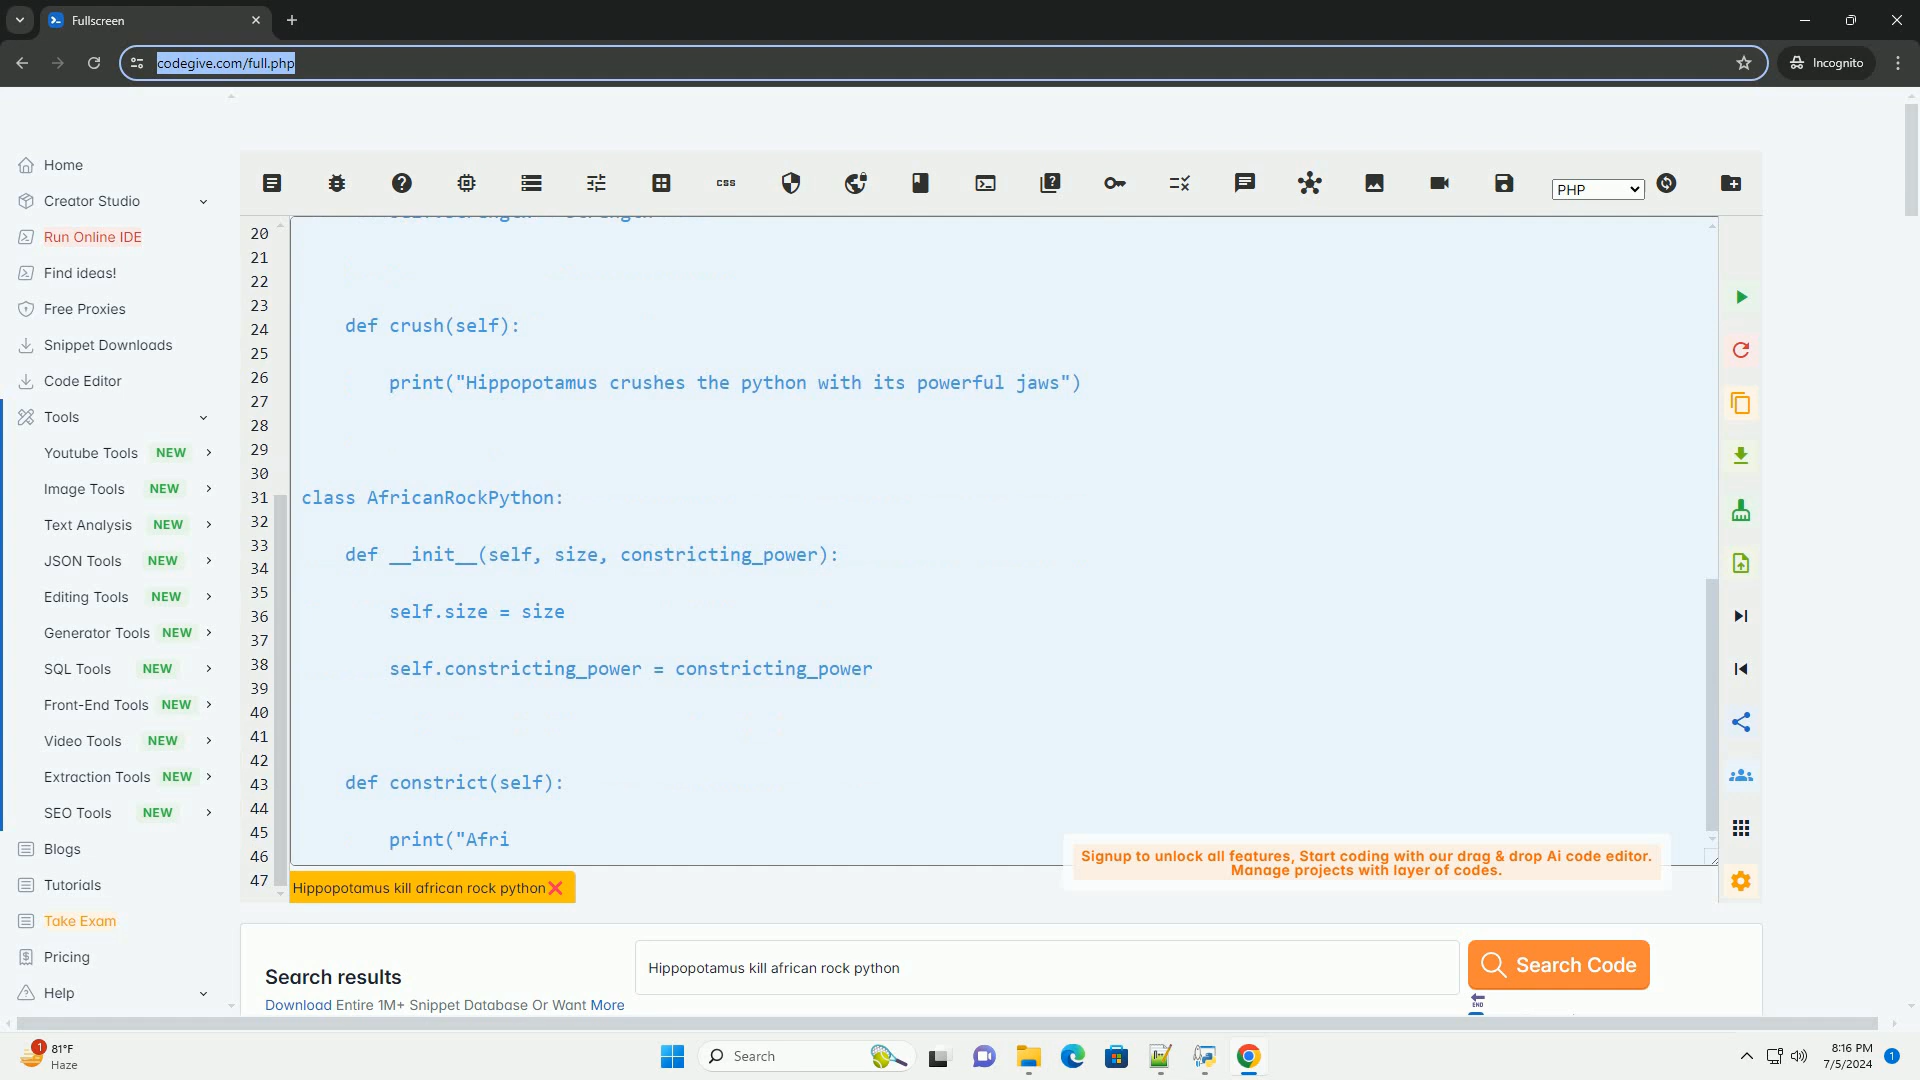 Fullscreen
codegive.com/full.php
Incognito
Home
Creator Studio
Run Online IDE
Find ideas!
Free Proxies
Snippet Downloads
Code Editor
Tools
Youtube Tools NEW
Image Tools NEW
Text Analysis NEW
JSON Tools NEW
Editing Tools NEW
Generator Tools NEW
SQL Tools NEW
Front-End Tools NEW
Video Tools NEW
Extraction Tools NEW
SEO Tools NEW
Blogs
Tutorials
Take Exam
Pricing
Help
css
PHP
20
21
22
23
24
25
26
27
28
29
30
31
32
33
34
35
36
37
38
39
40
41
42
43
44
45
46
47
def crush(self):
print("Hippopotamus crushes the python with its powerful jaws")
class AfricanRockPython:
def __init__(self, size, constricting_power):
self.size = size
self.constricting_power = constricting_power
def constrict(self):
print("Afri
Signup to unlock all features, Start coding with our drag & drop Ai code editor.
Manage projects with layer of codes.
Hippopotamus kill african rock python
Search results
Download Entire 1M+ Snippet Database Or Want More
Hippopotamus kill african rock python
Search Code
END
1
81°F
Haze
Search
8:16 PM
7/5/2024
1